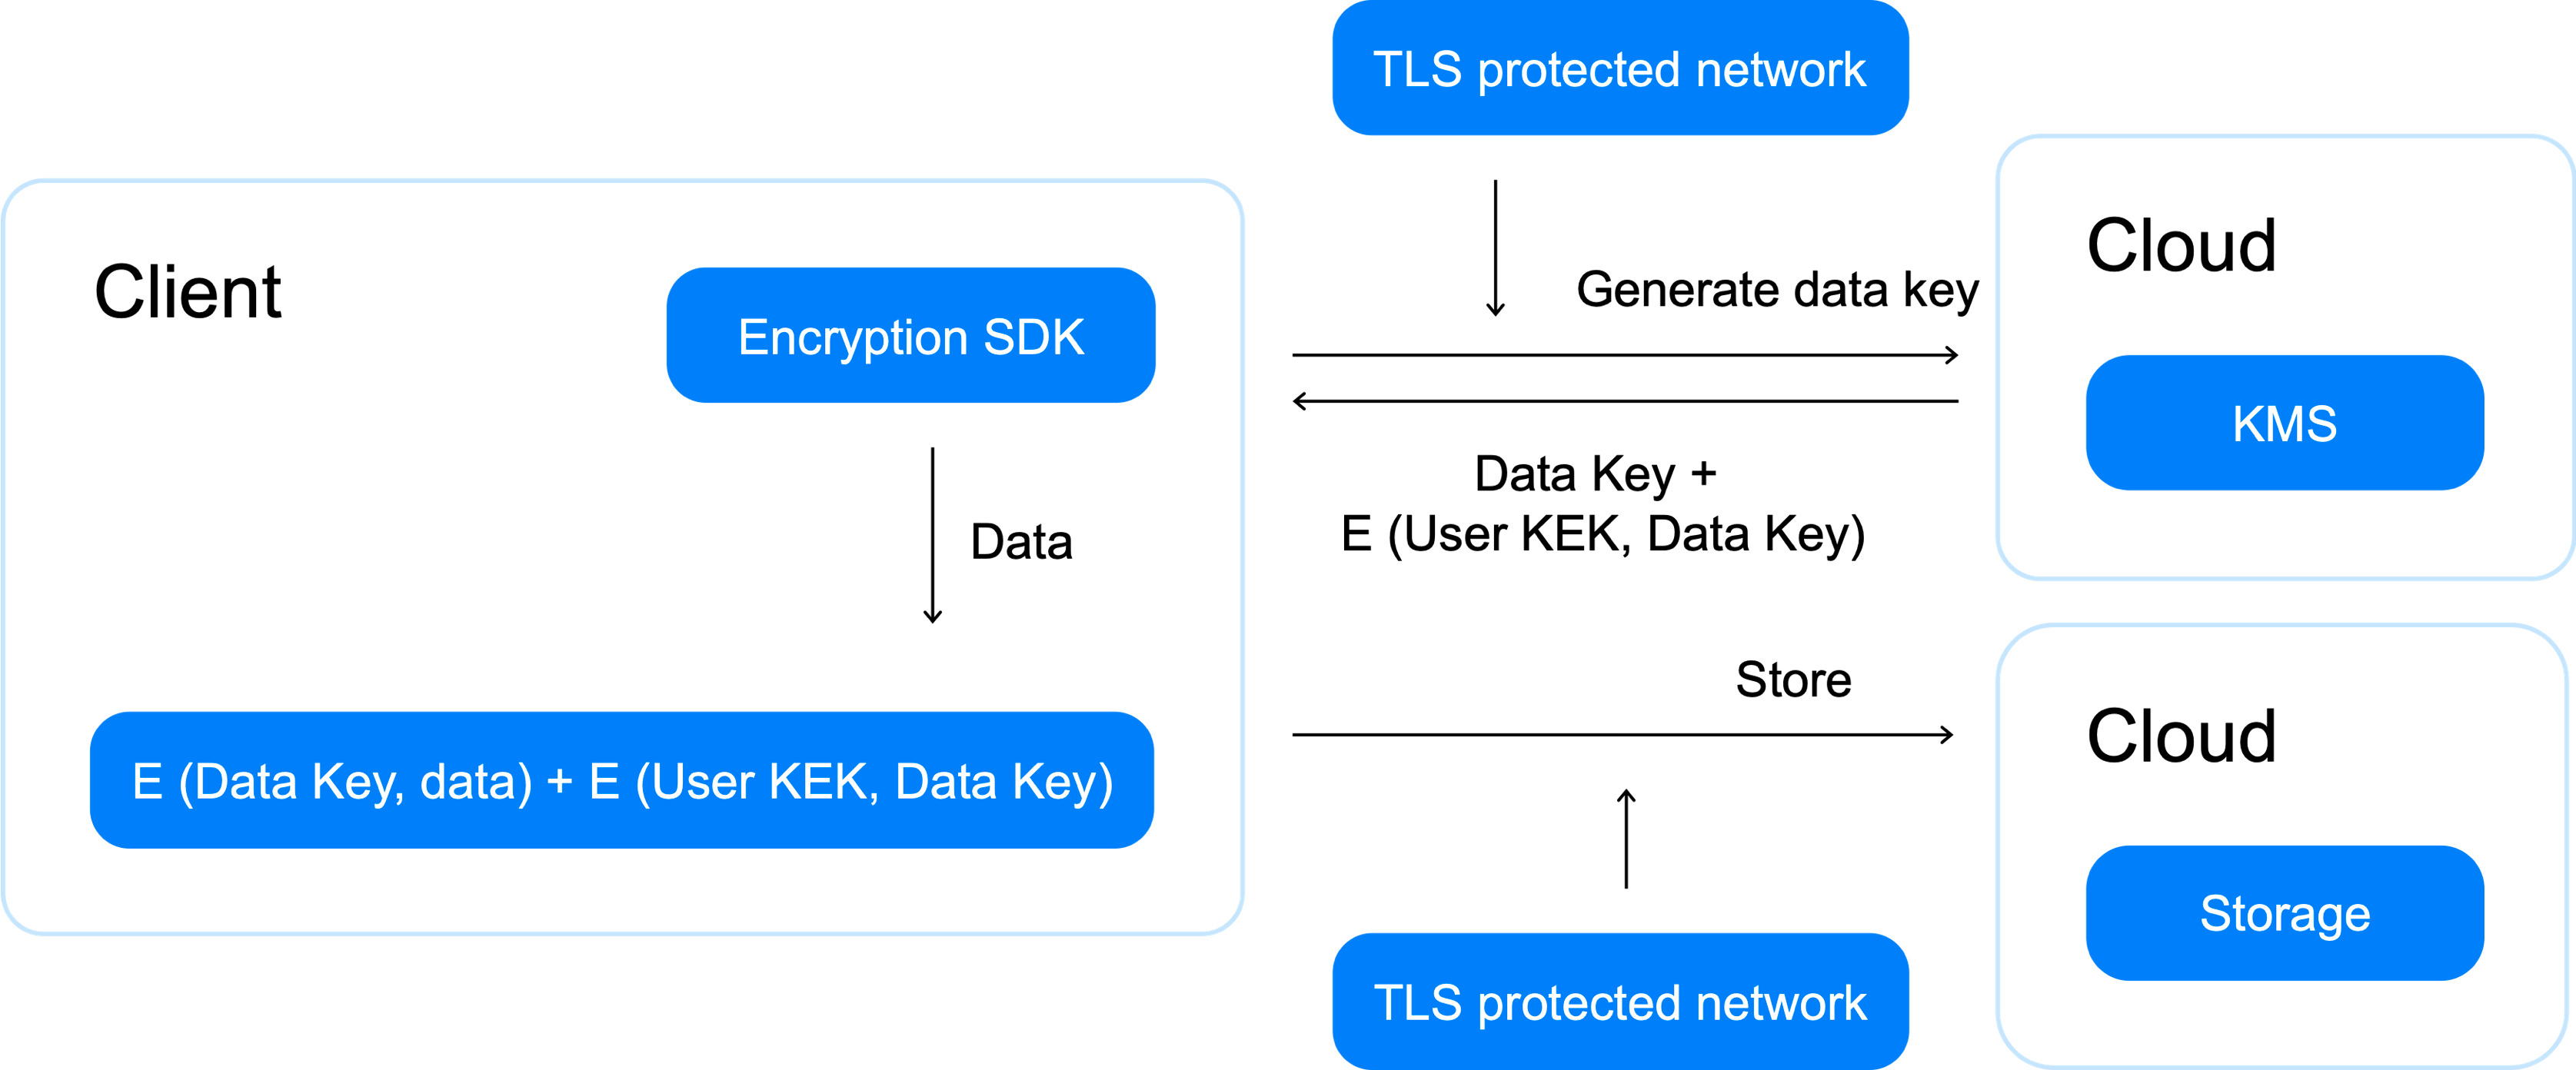 TLS protected network
Client
Encryption SDK
Data
E (Data Key, data) + E (User KEK, Data Key)
Generate data key
Data Key +
E (User KEK, Data Key)
Store
TLS protected network
Cloud
KMS
Cloud
Storage